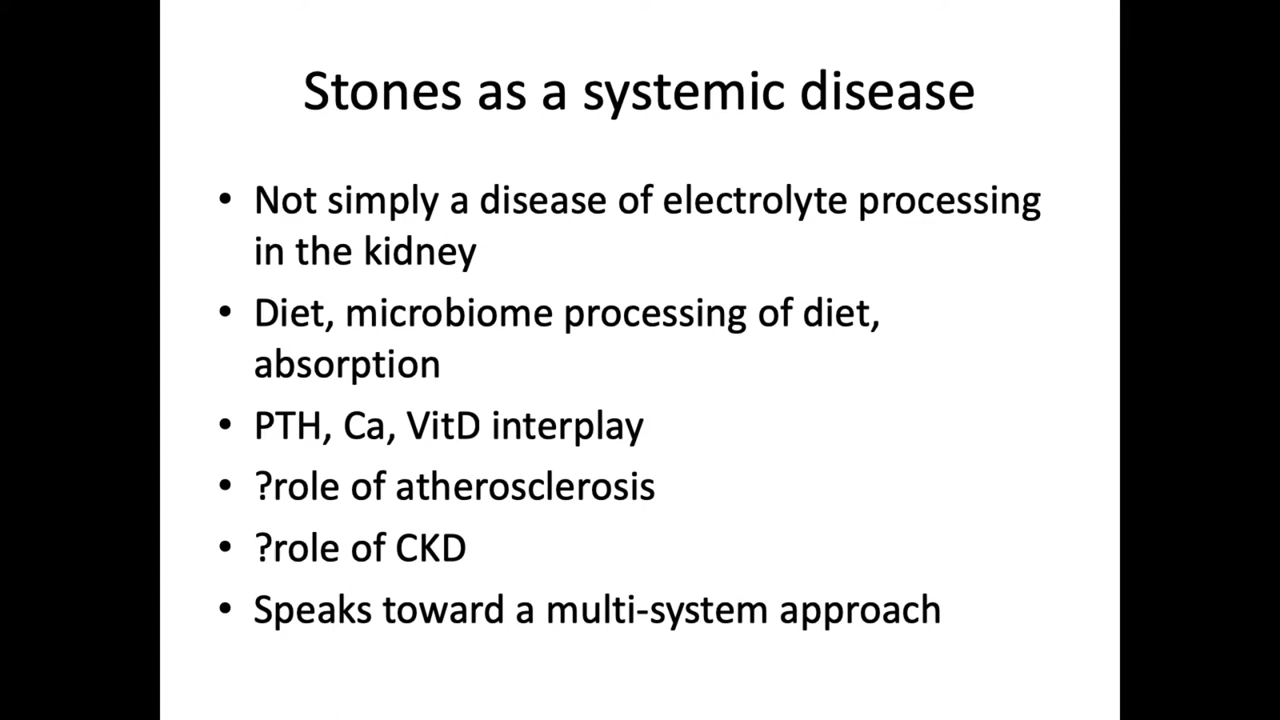 Stones as a systemic disease
• Not simply a disease of electrolyte processing
in the kidney
• Diet, microbiome processing of diet,
absorption
• PTH, Ca, VitD interplay
• ?role of atherosclerosis
• ?role of CKD
• Speaks toward a multi-system approach